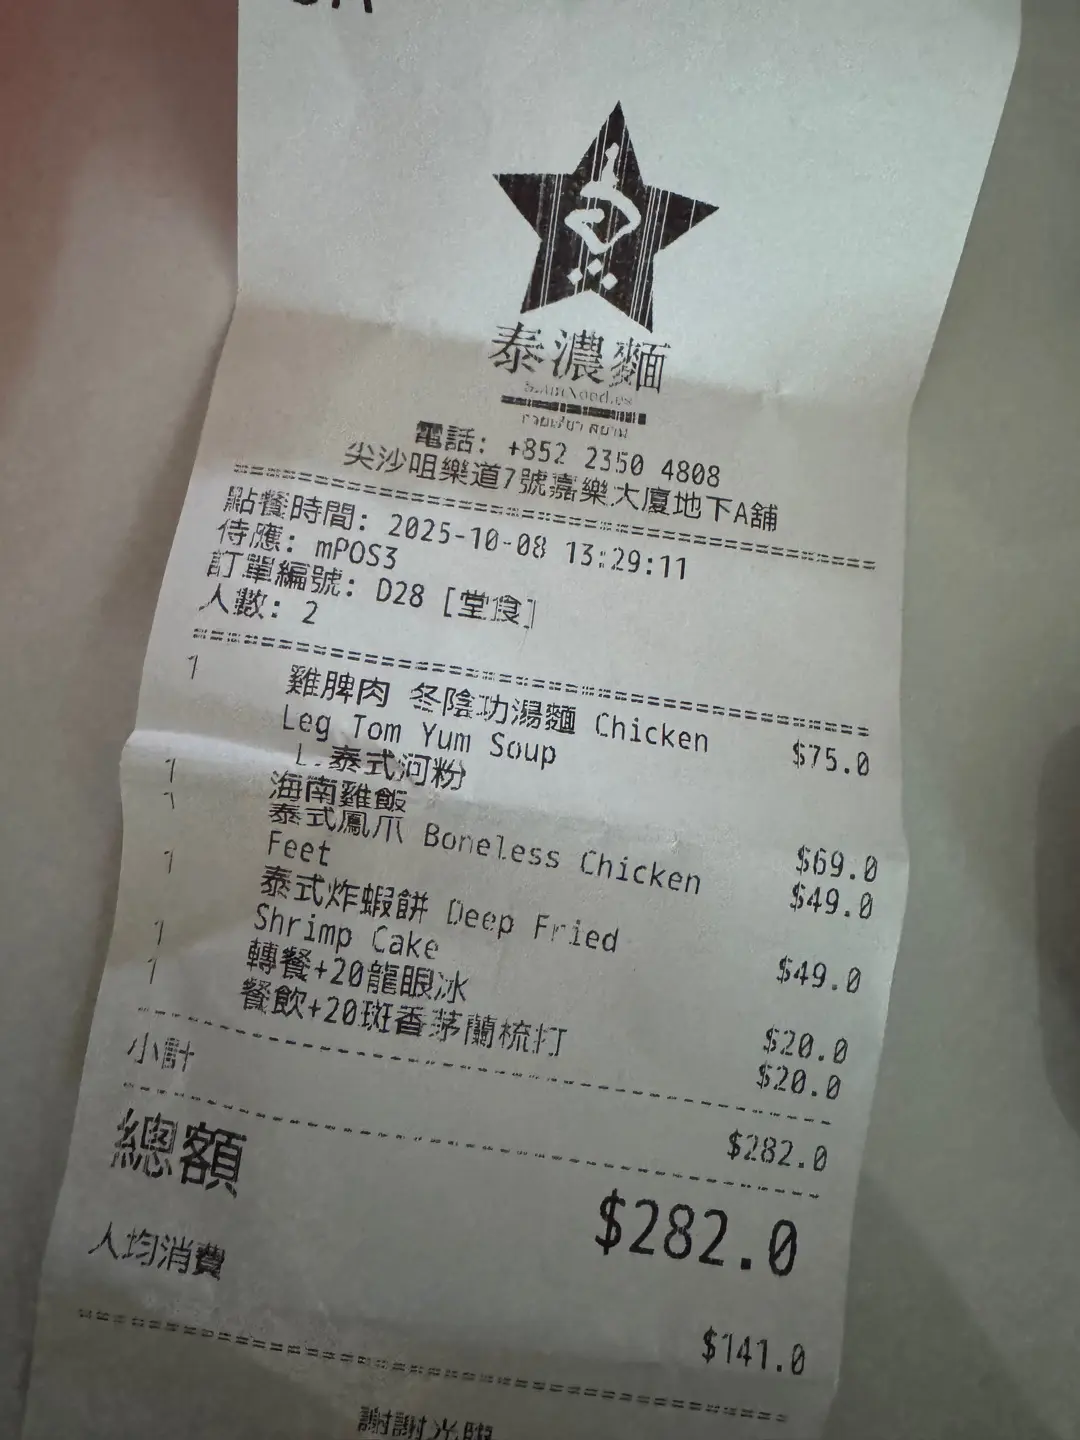 泰濃麵
SiamNoodles
電話: +852 2350 4808
尖沙咀樂道7號嘉樂大廈地下A舖
點餐時間: 2025-10-08 13:29:11
侍應: mPOS3
訂單編號: D28 [堂食]
人數: 2
1 雞脾肉 冬陰功湯麵 Chicken
Leg Tom Yum Soup $75.0
L.泰式河粉
1 海南雞飯 $69.0
1 泰式鳳爪 Boneless Chicken
Feet $49.0
1 泰式炸蝦餅 Deep Fried
Shrimp Cake $49.0
1 轉餐+20龍眼冰 $20.0
1 餐飲+20斑香茅蘭梳打 $20.0
小計 $282.0
總額 $282.0
人均消費 $141.0
謝謝光臨